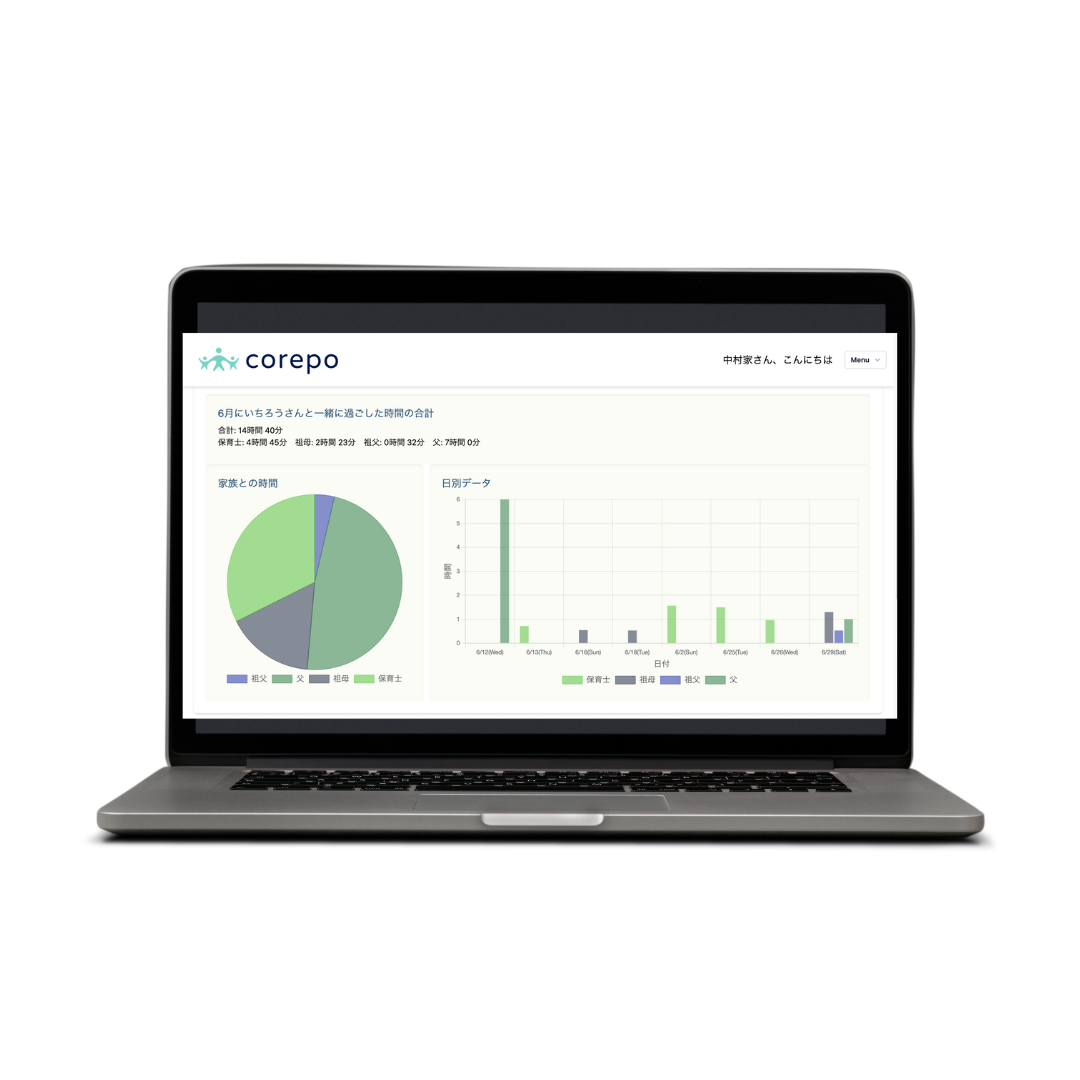 corepo
中村家さん、こんにちは
Menu
6月にいちろうさんと一緒に過ごした時間の合計
合計: 14時間 40分
保育士: 4時間 45分 祖母: 2時間 23分 祖父: 0時間 32分 父: 7時間 0分
家族との時間
祖父 父 祖母 保育士
日別データ
6
5
4
3
2
1
0
時間
6/12(Wed) 6/13(Thu) 6/16(Sun) 6/18(Tue) 6/2(Sun) 6/25(Tue) 6/26(Wed) 6/29(Sat)
日付
保育士 祖母 祖父 父